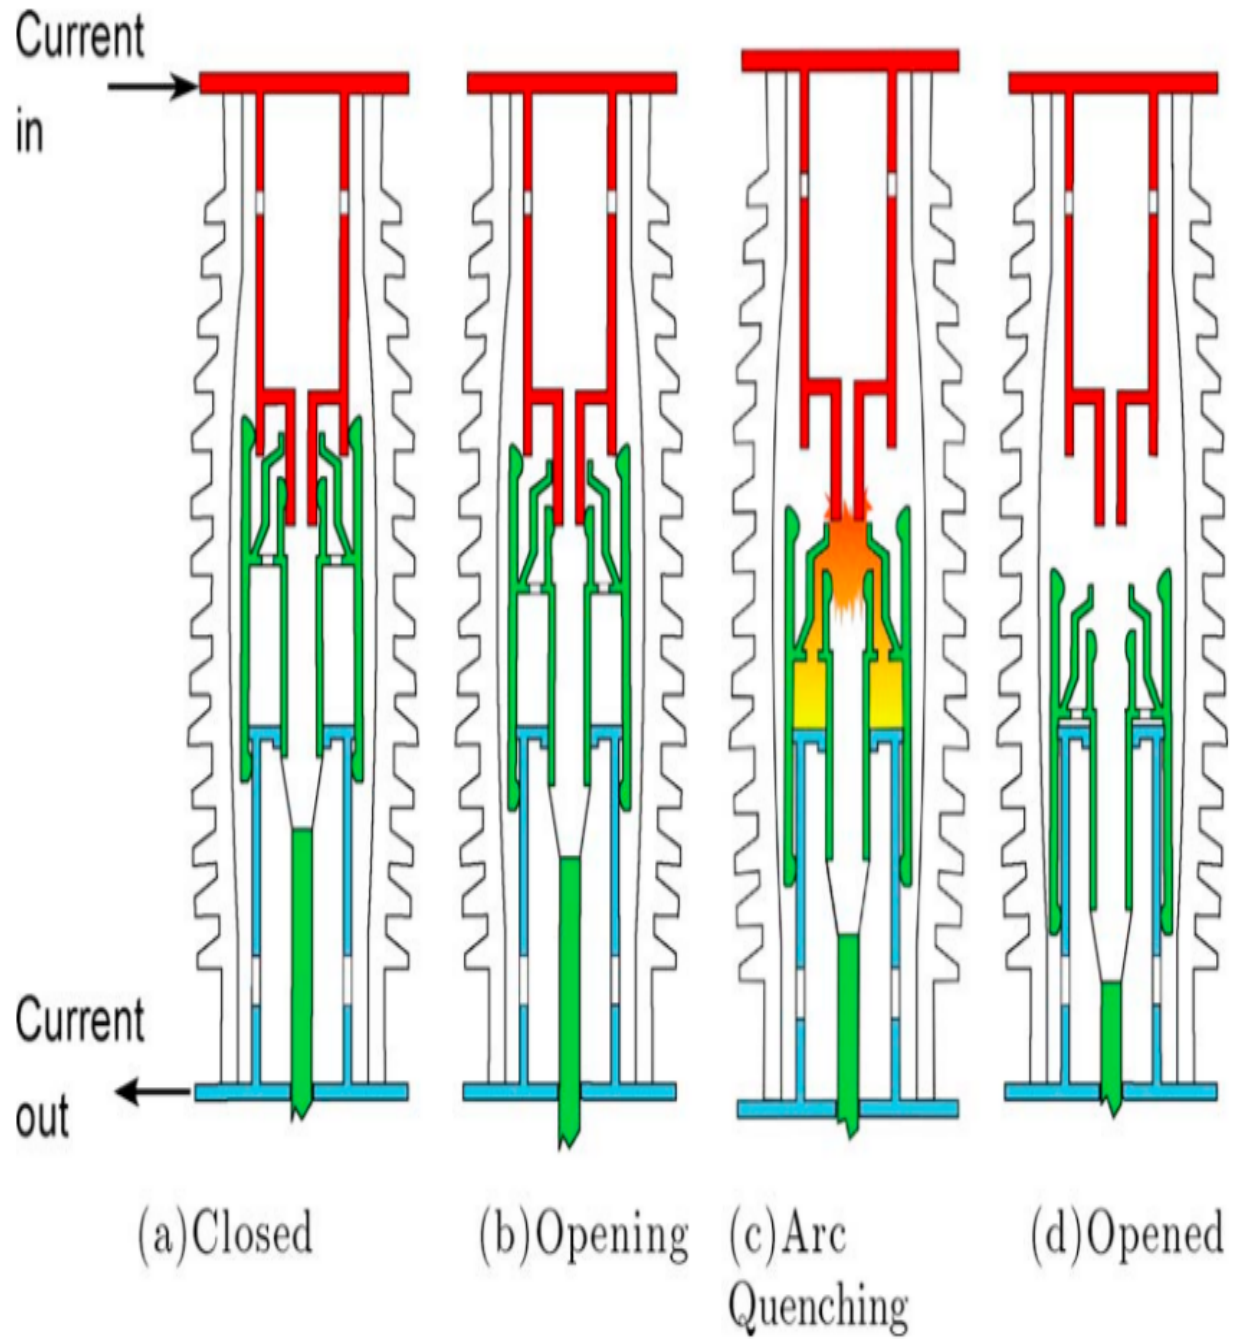 Current
in
Current
out
(a)Closed
(b)Opening
(c)Arc
Quenching
(d)Opened